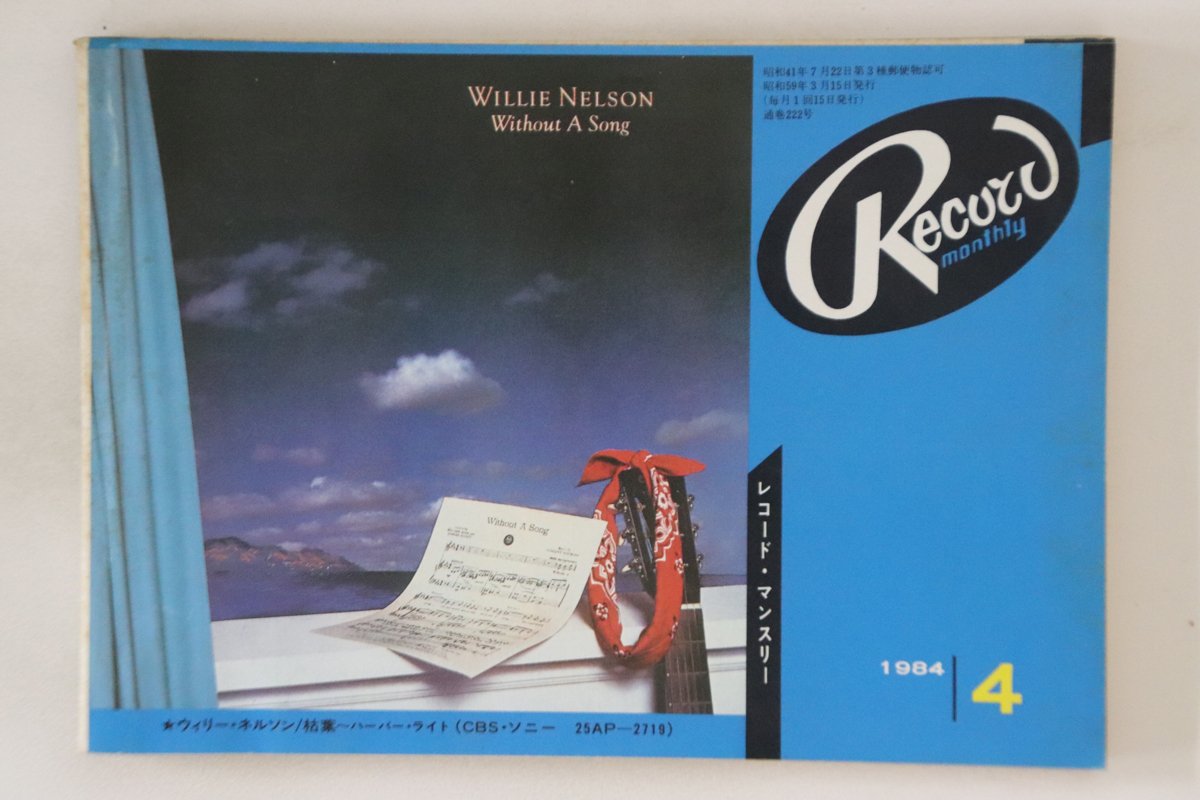 WILLIE NELSON
Without A Song
昭和41年7月22日第3種郵便物認可
昭和59年3月15日発行
(毎月1回15日発行)
通巻222号
Record
monthly
Without A Song
レコード・マンスリー
1984 4
★ウィリー・ネルソン/枯葉〜ハーバー・ライト(CBS・ソニー 25AP—2719)